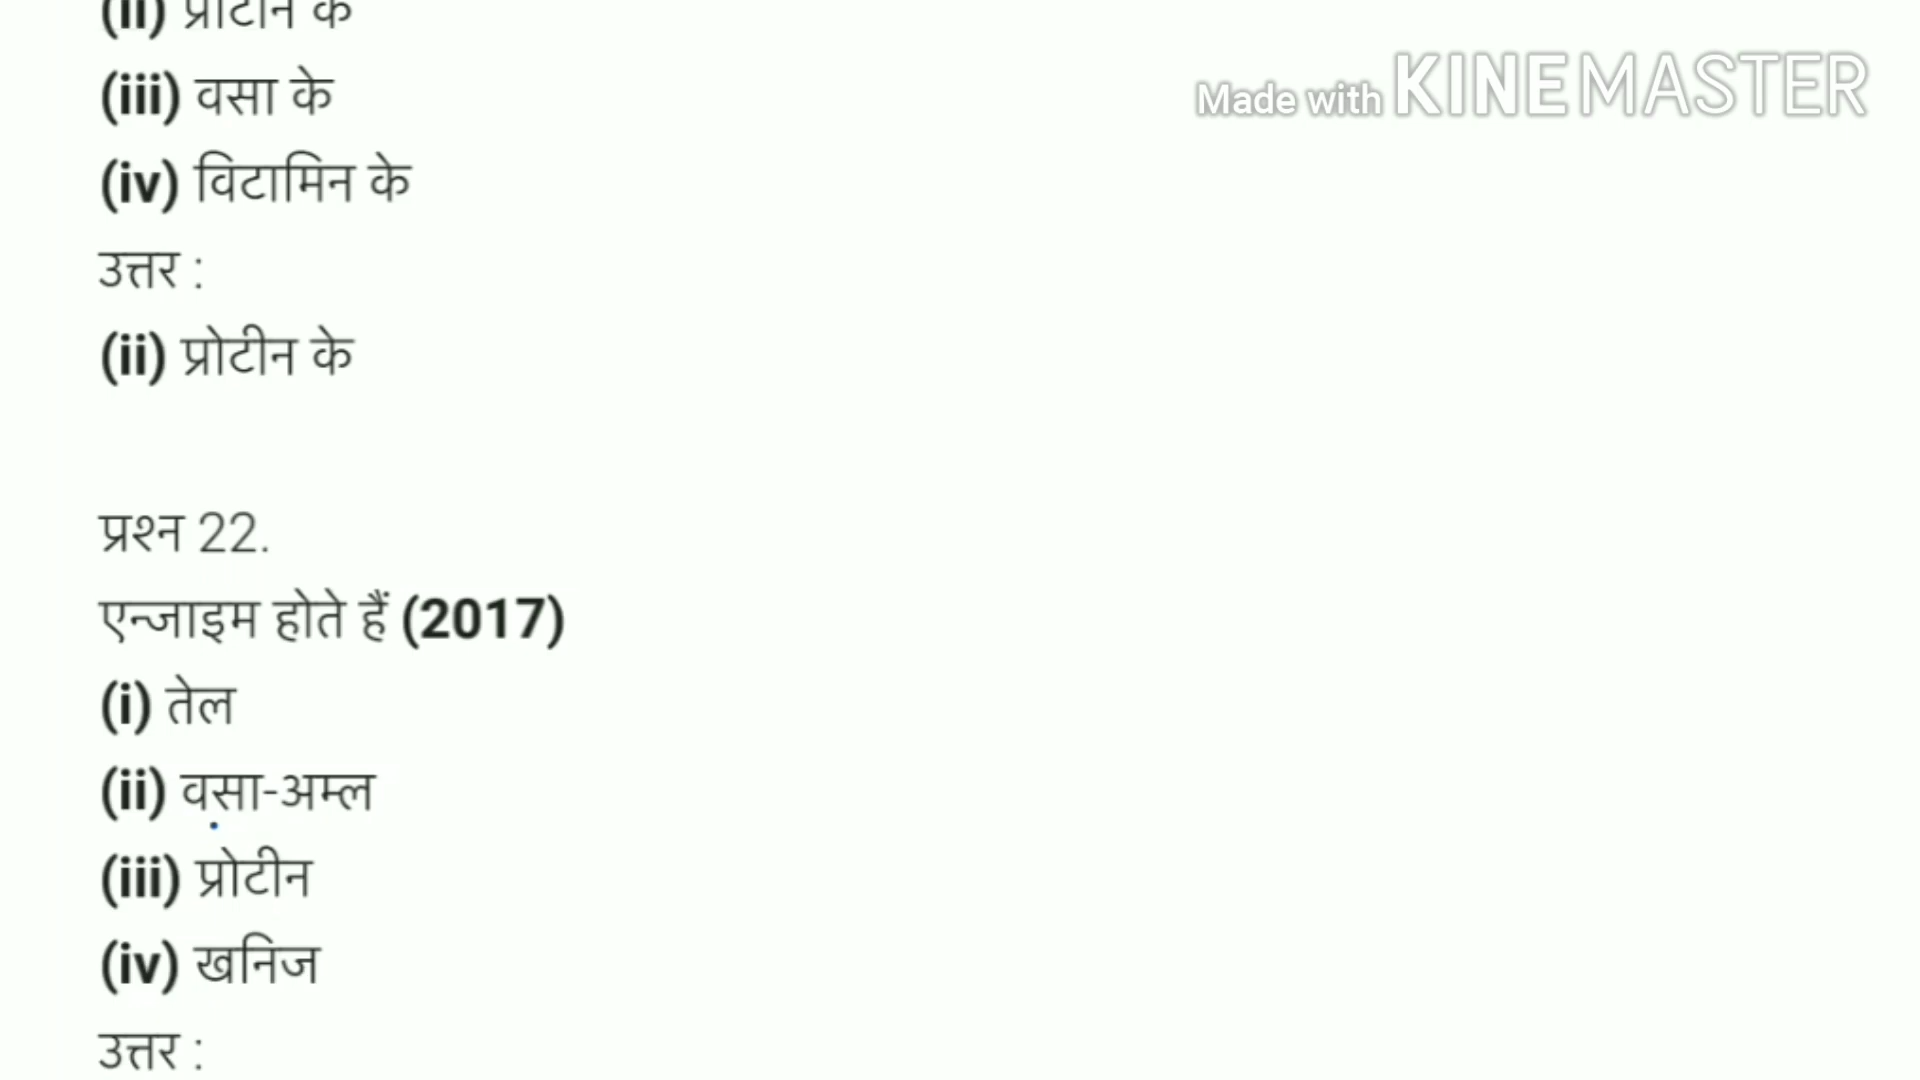 (ii) प्रोटीन के
(iii) वसा के
Made with KINEMASTER
(iv) विटामिन के
उत्तर :
(ii) प्रोटीन के
प्रश्न 22.
एन्जाइम होते हैं (2017)
(i) तेल
(ii) वसा-अम्ल
(iii) प्रोटीन
(iv) खनिज
उत्तर :